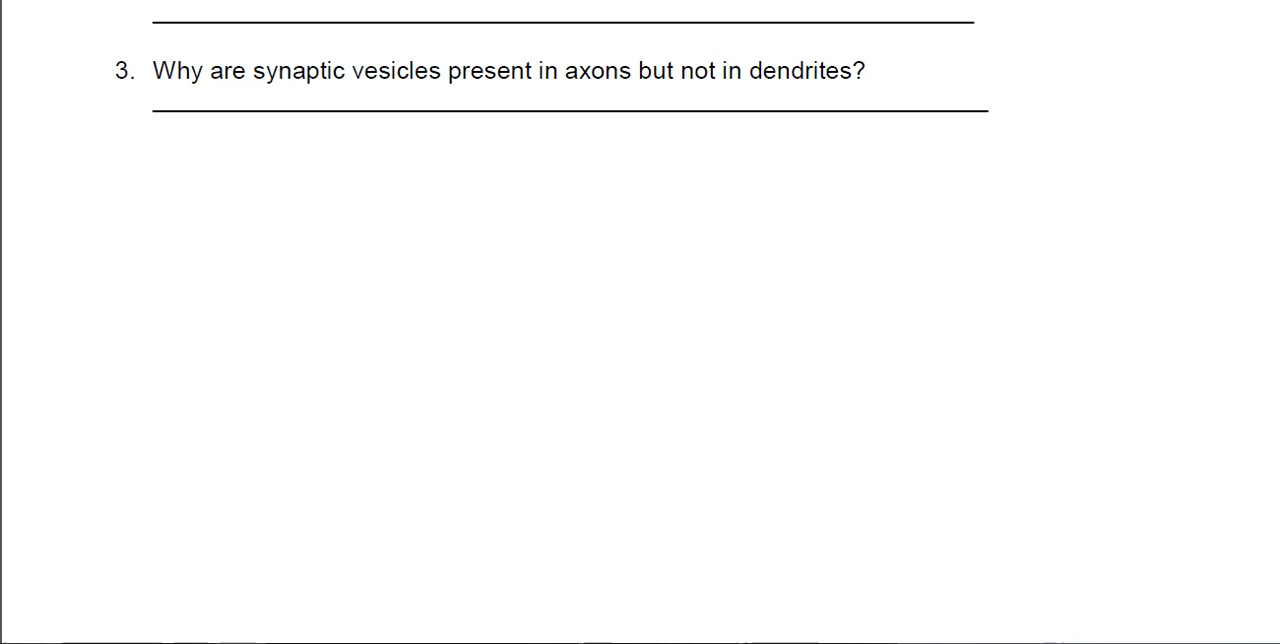 3. Why are synaptic vesicles present in axons but not in dendrites?